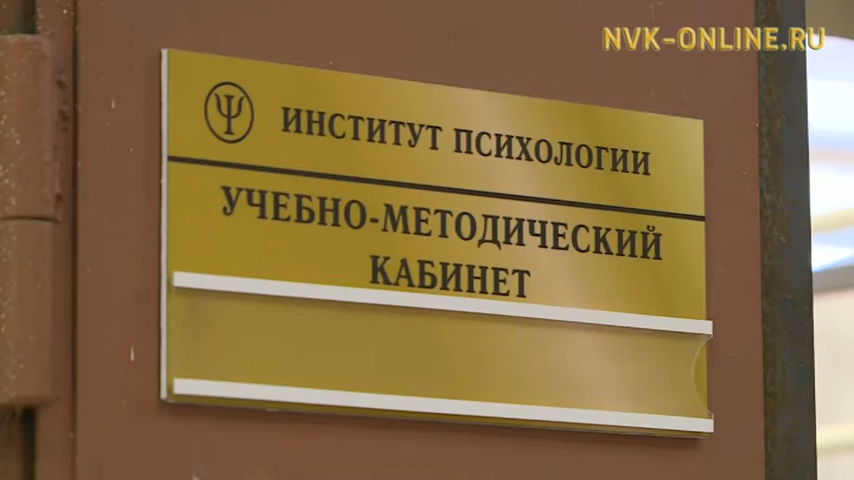 NVK-ONLINE.RU
Ψ ИНСТИТУТ ПСИХОЛОГИИ
УЧЕБНО-МЕТОДИЧЕСКИЙ
КАБИНЕТ